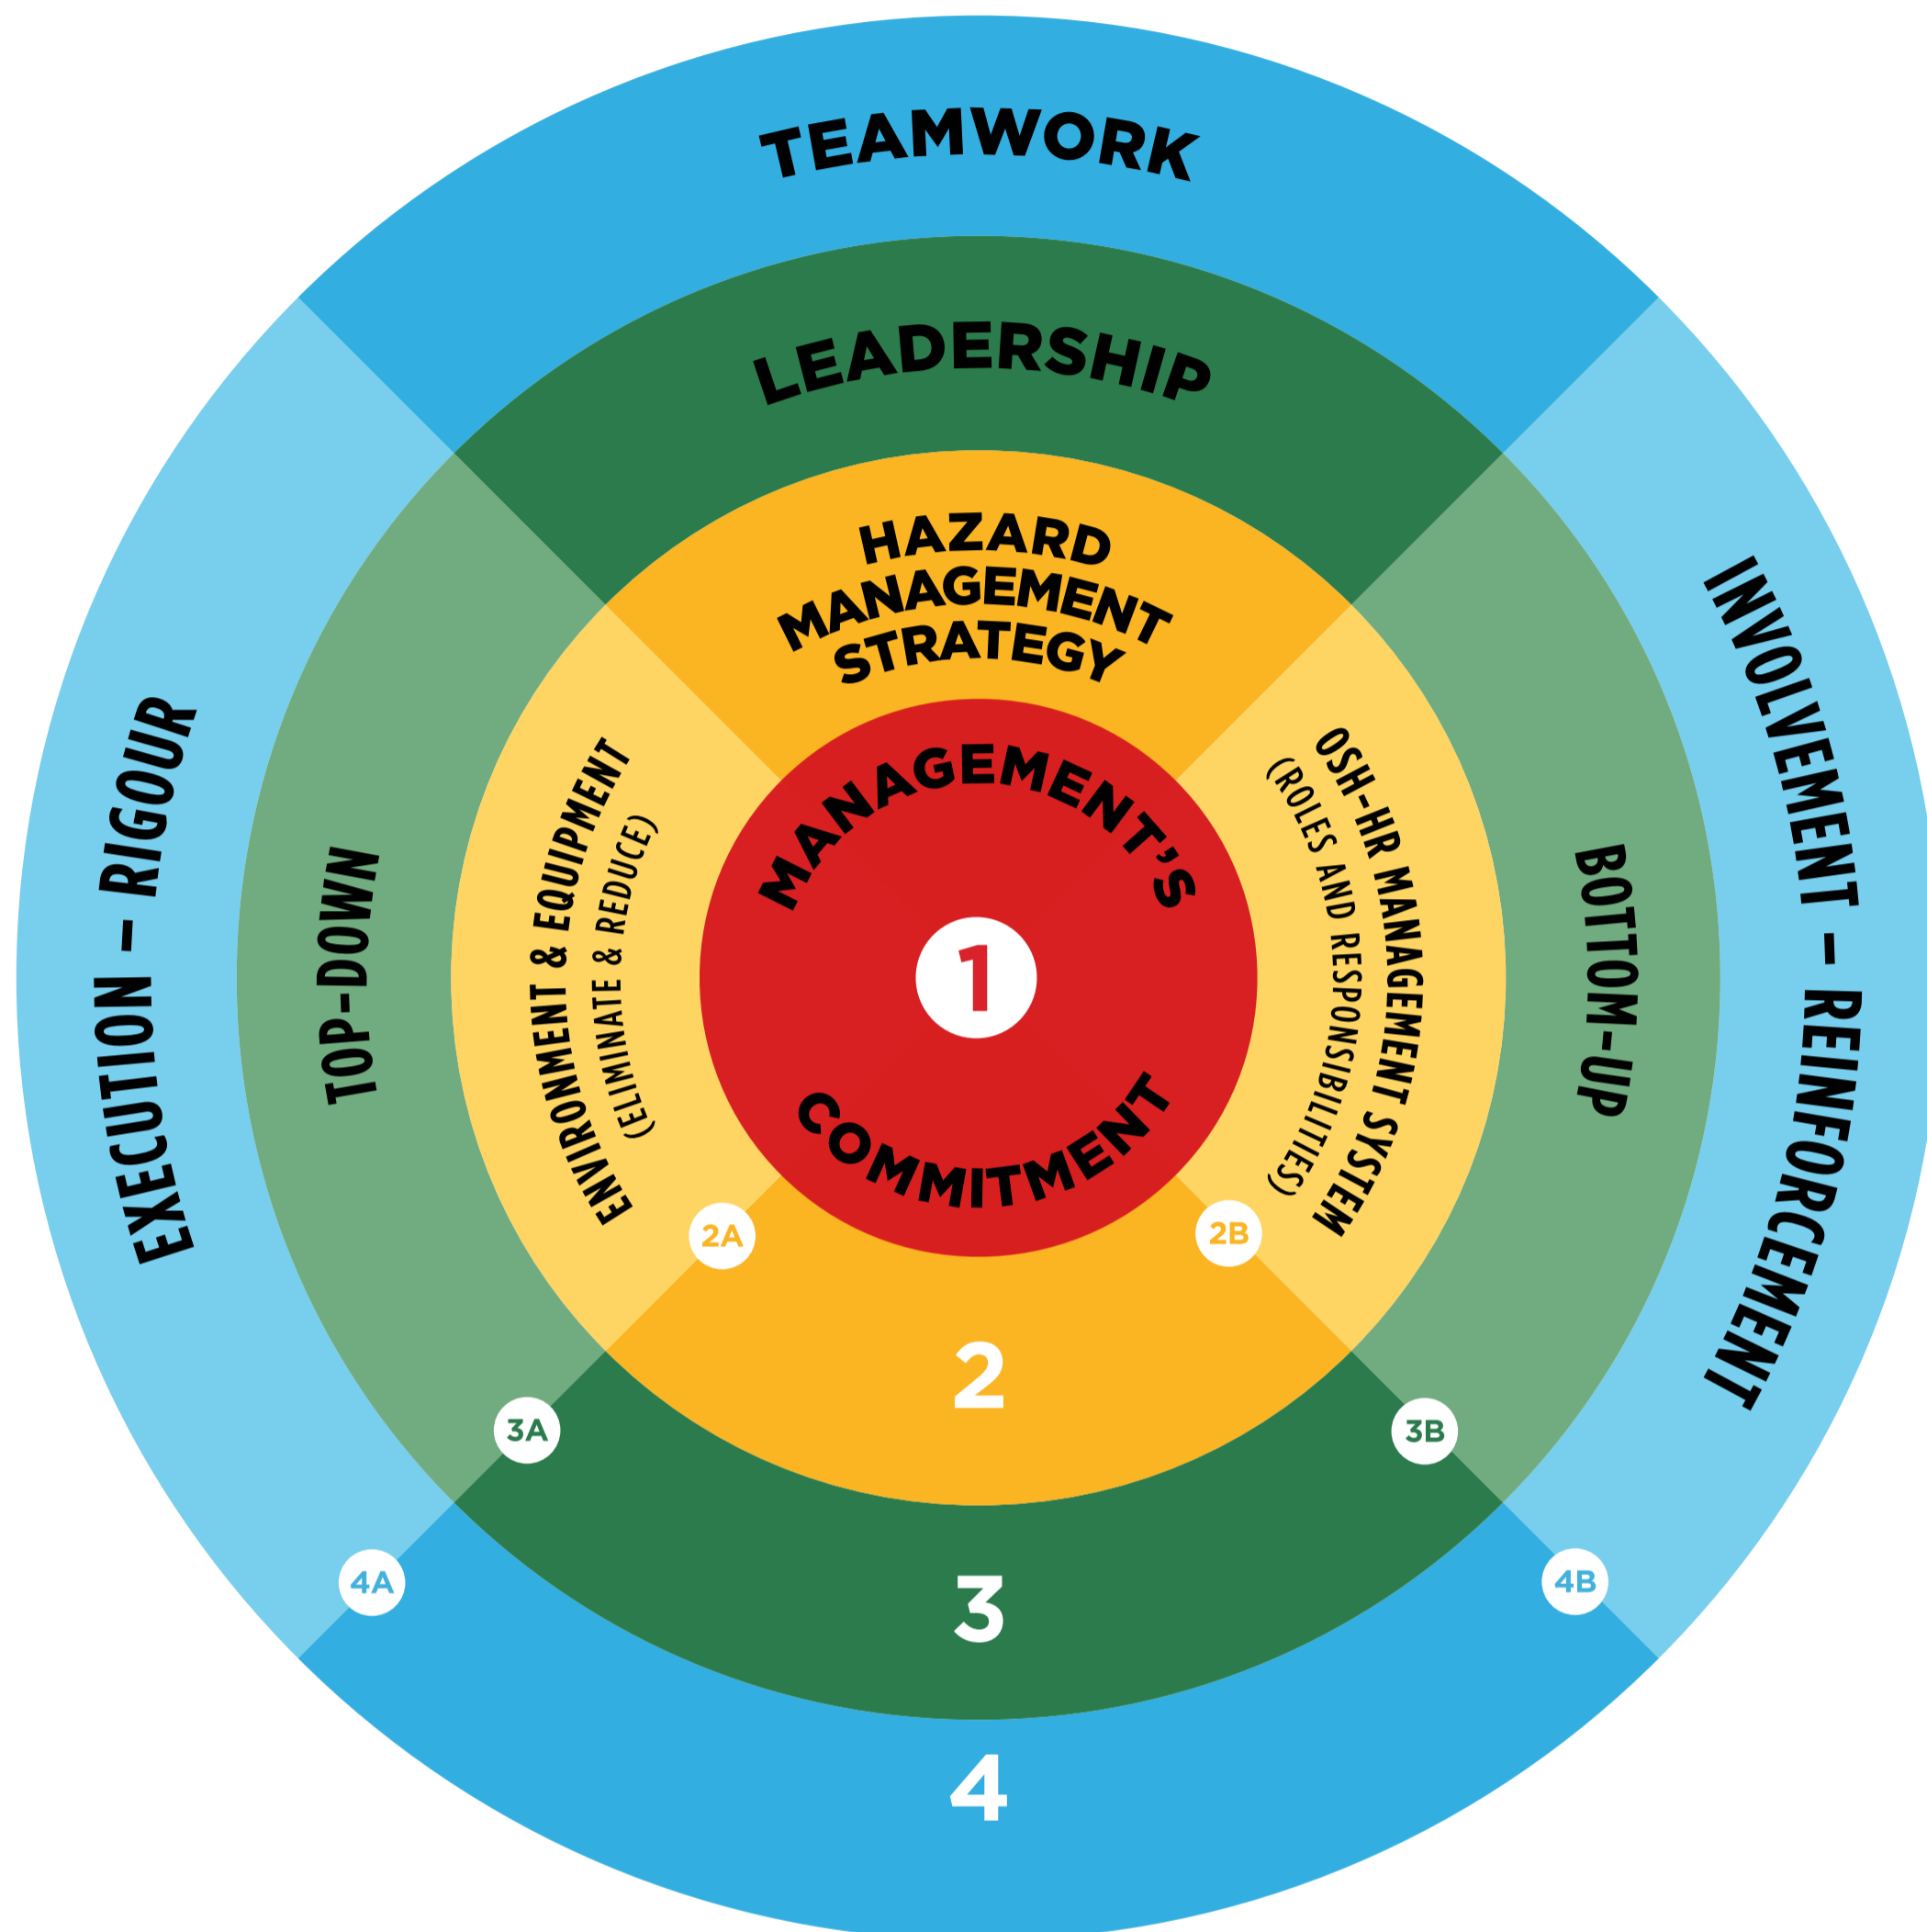 TEAMWORK
LEADERSHIP
HAZARD
MANAGEMENT
STRATEGY
MANAGEMENT'S
1
COMMITMENT
EXECUTION – RIGOUR
TOP-DOWN
ENVIRONMENT & EQUIPMENT
(ELIMINATE & REDUCE)
OHS-HR MANAGEMENT SYSTEM
(ROLES AND RESPONSIBILITIES)
BOTTOM-UP
INVOLVEMENT – REINFORCEMENT
2A
2B
2
3A
3B
3
4A
4B
4